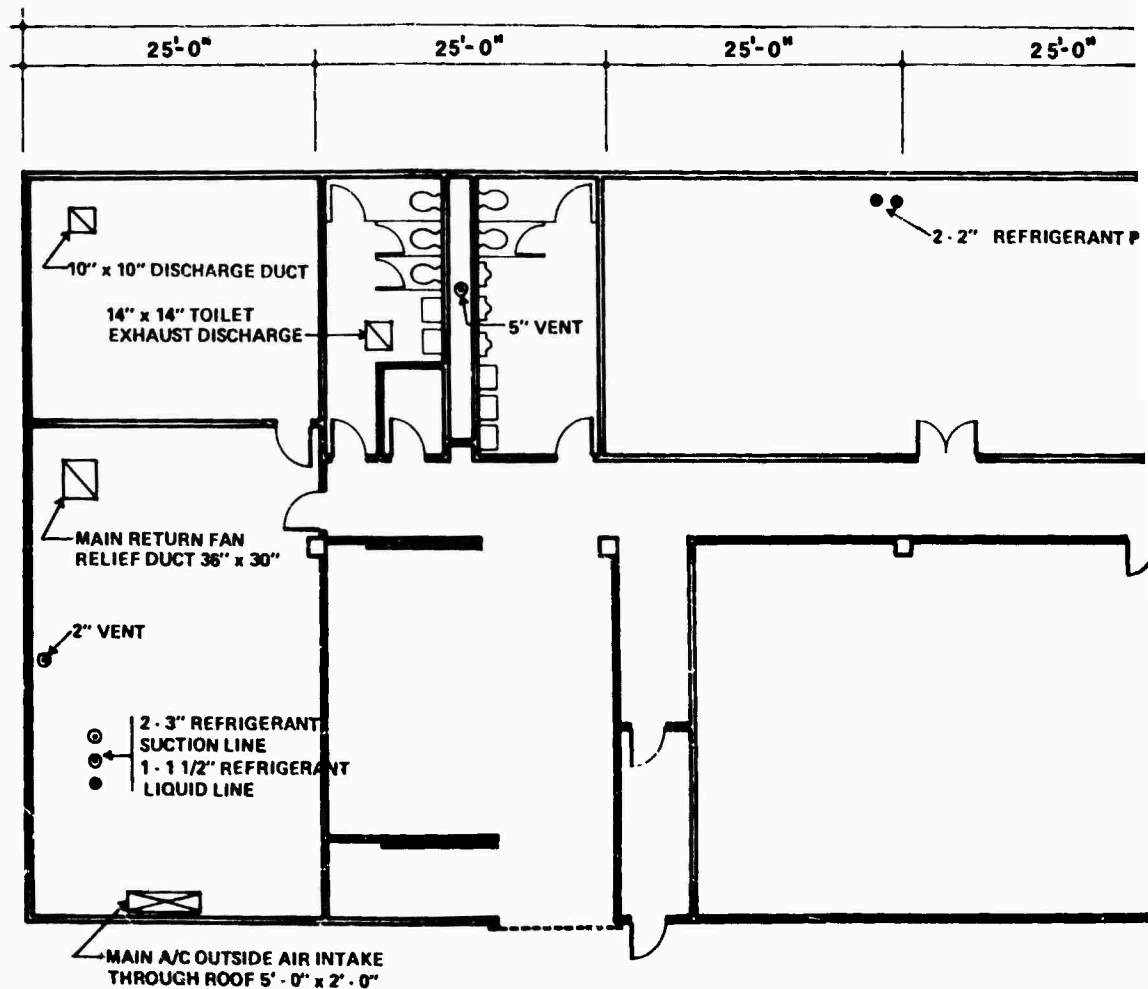 25'-0" 25'-0" 25'-0" 25'-0"
2 - 2" REFRIGERANT P
10" x 10" DISCHARGE DUCT
14" x 14" TOILET
EXHAUST DISCHARGE
5" VENT
MAIN RETURN FAN
RELIEF DUCT 36" x 30"
2" VENT
2 - 3" REFRIGERANT
SUCTION LINE
1 - 1 1/2" REFRIGERANT
LIQUID LINE
MAIN A/C OUTSIDE AIR INTAKE
THROUGH ROOF 5' - 0" x 2' - 0"